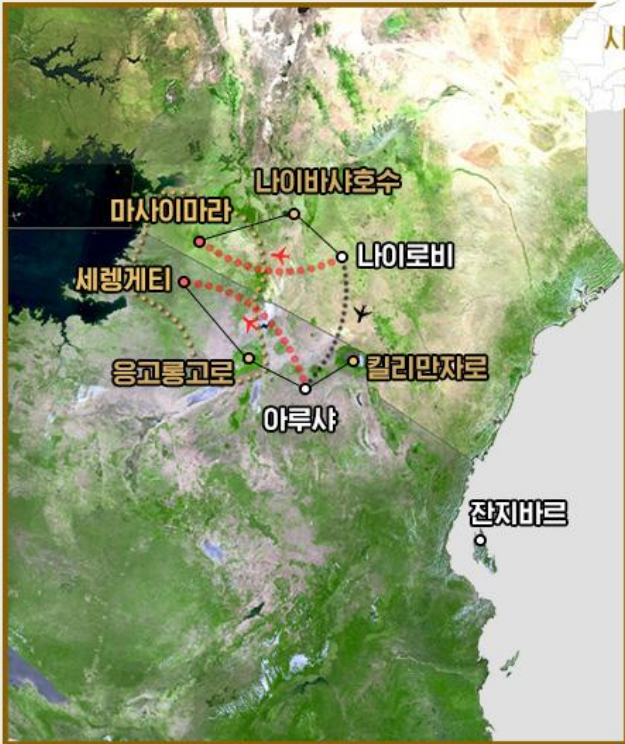 나이바샤호수
마사이마라
나이로비
세렝게티
응고롱고로
킬리만자로
아루샤
잔지바르